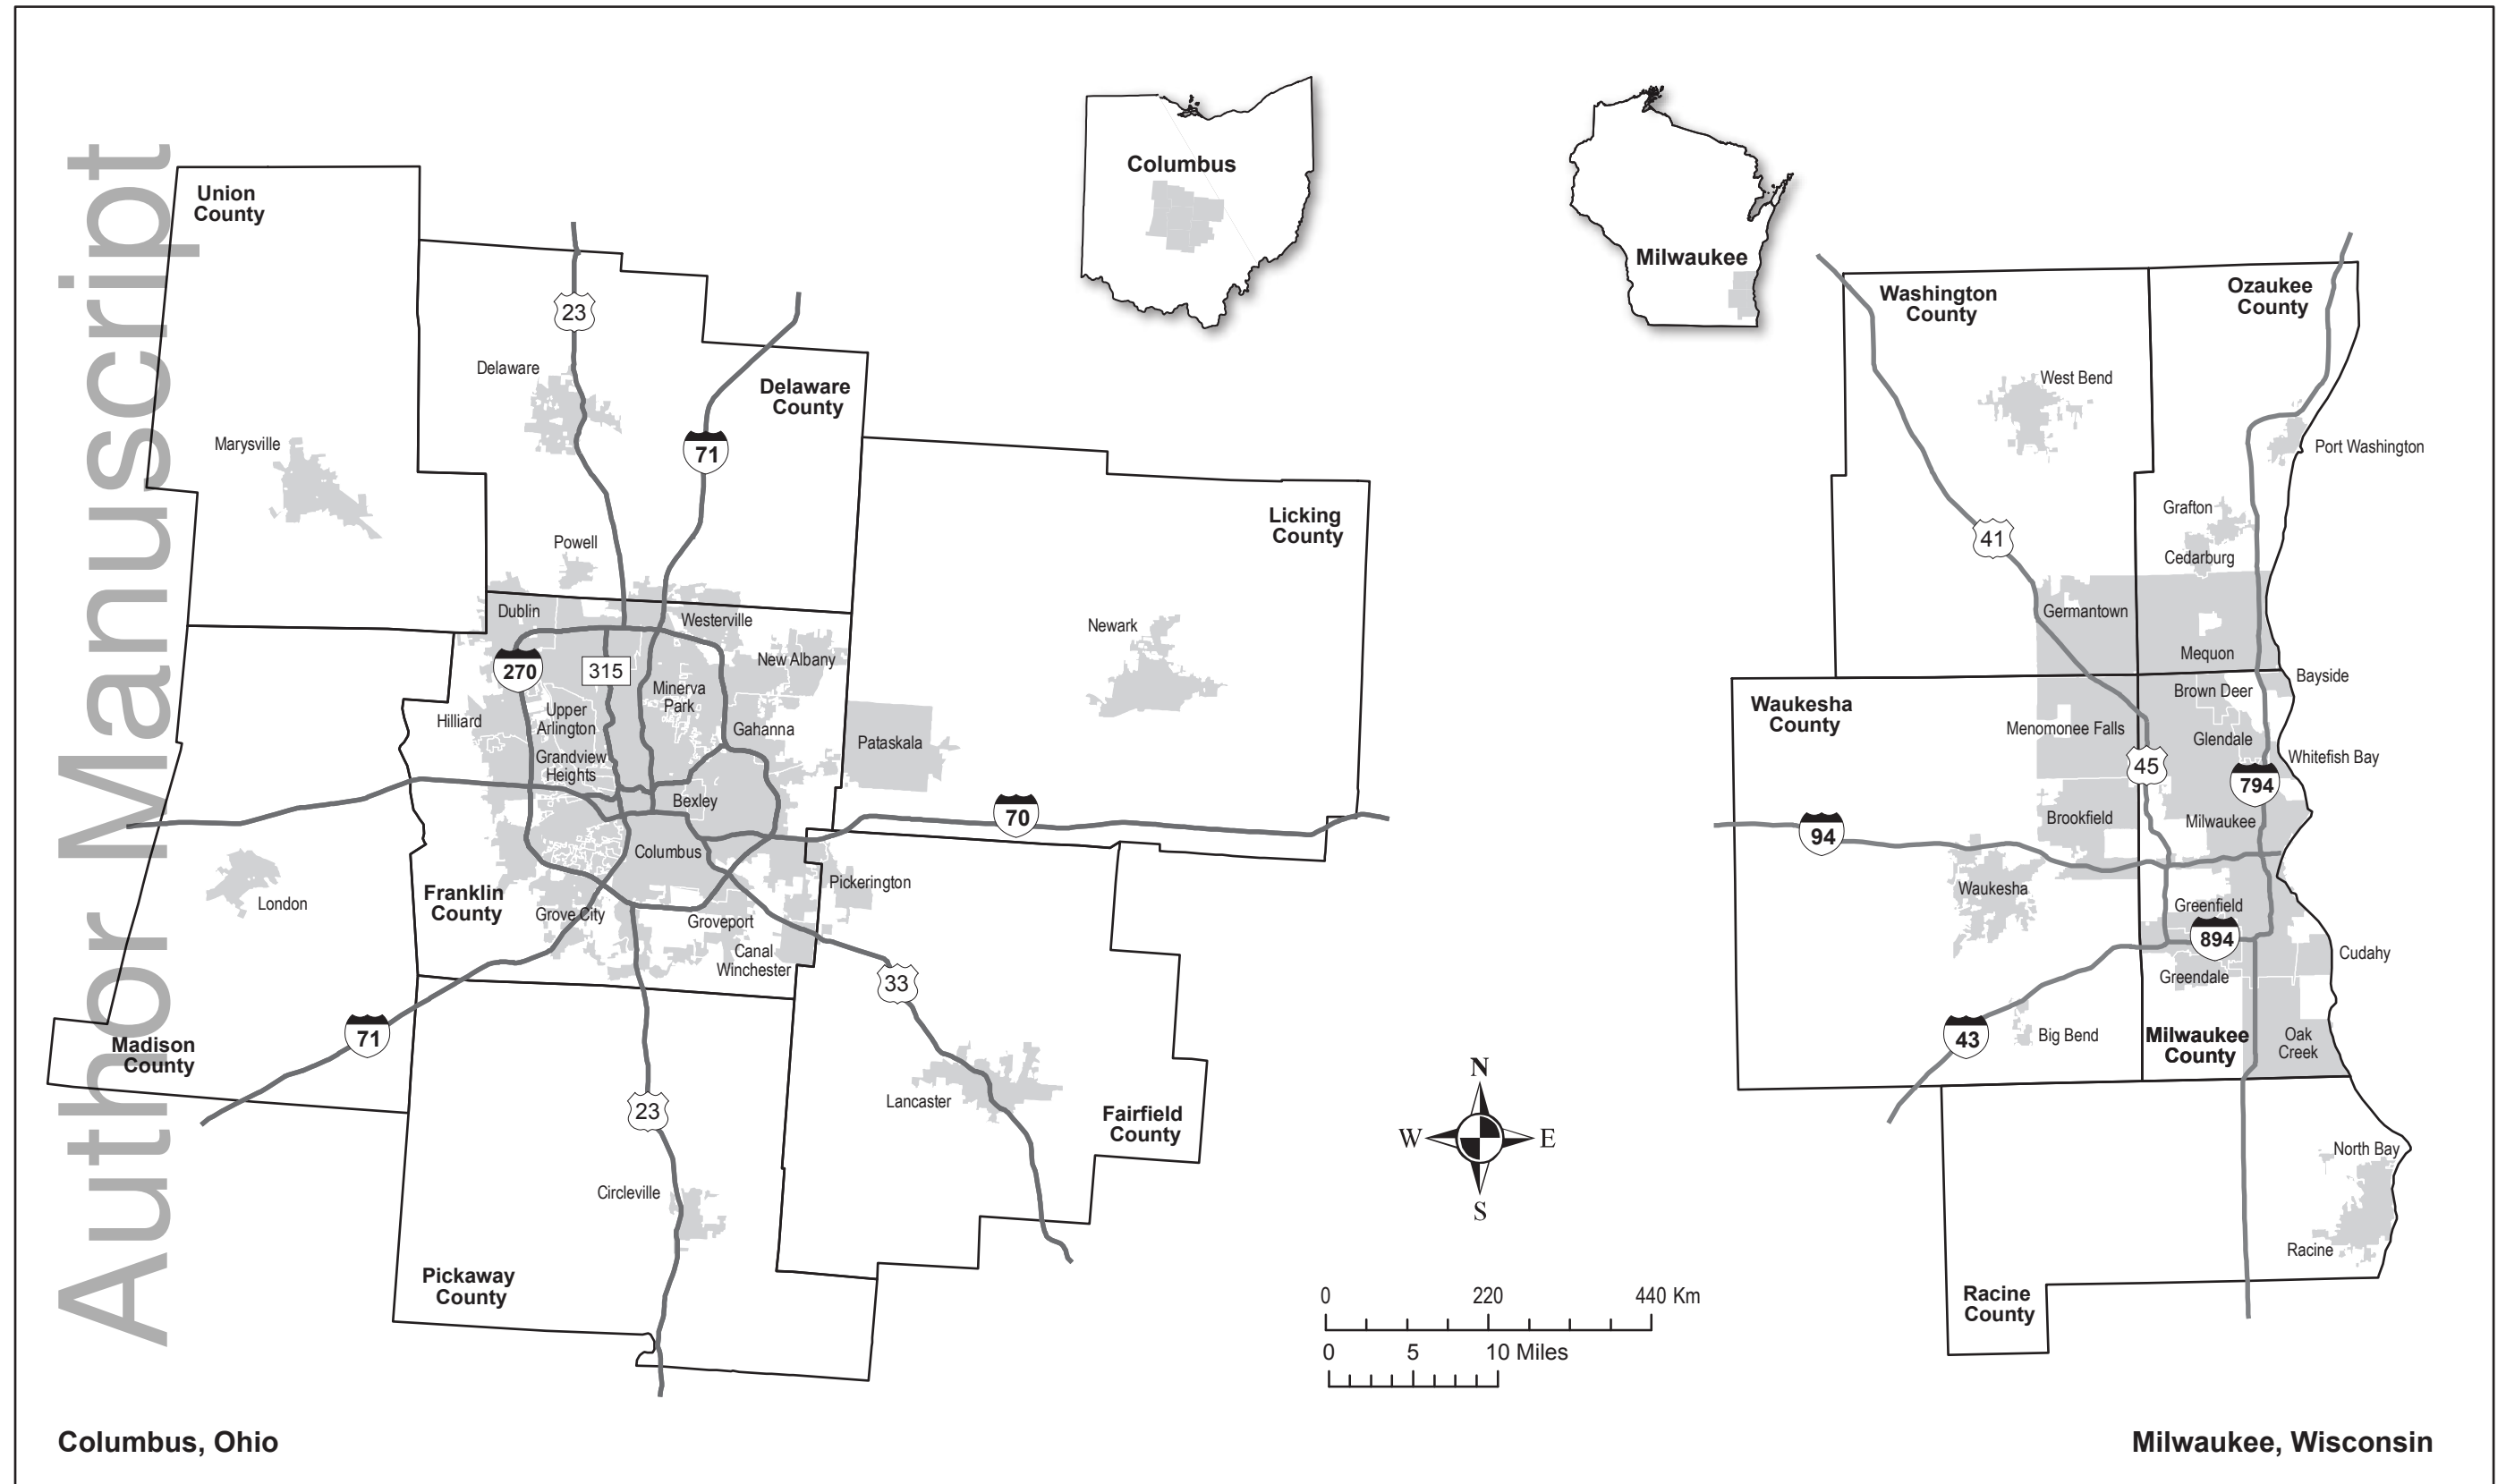 Author Manuscript
Columbus
Milwaukee
Union
County
23
Delaware
Delaware
County
71
Marysville
Powell
Licking
County
Dublin
Westerville
Newark
270
315
New Albany
Minerva
Park
Hilliard
Upper
Arlington
Gahanna
Pataskala
Grandview
Heights
Bexley
70
Columbus
Franklin
County
Pickerington
London
Grove City
Groveport
Canal
Winchester
33
71
Madison
County
23
Lancaster
Fairfield
County
Circleville
Pickaway
County
Washington
County
Ozaukee
County
West Bend
Port Washington
Grafton
41
Cedarburg
Germantown
Mequon
Bayside
Brown Deer
Waukesha
County
Menomonee Falls
Glendale
Whitefish Bay
45
794
Brookfield
Milwaukee
94
Waukesha
Greenfield
894
Cudahy
Greendale
43
Big Bend
Milwaukee
County
Oak
Creek
North Bay
Racine
Racine
County
N
W
E
S
0 220 440 Km
0 5 10 Miles
Columbus, Ohio
Milwaukee, Wisconsin